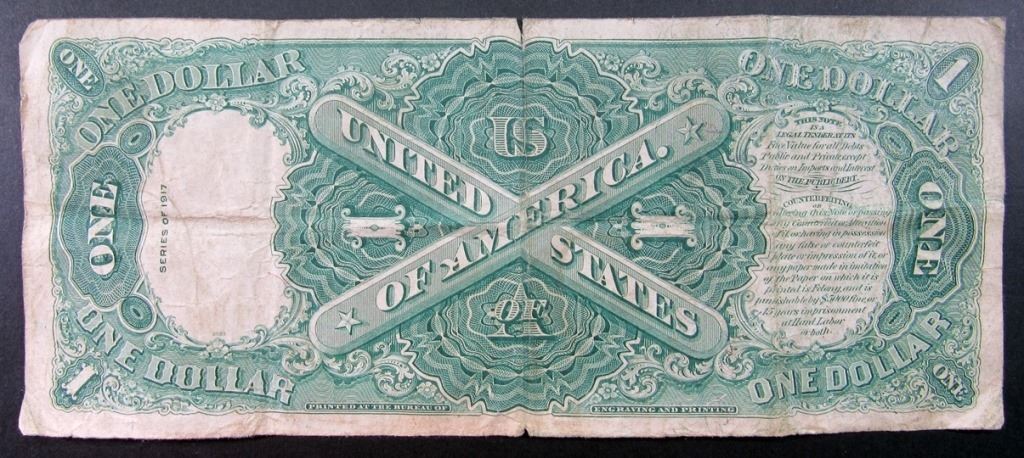 ONE
ONE DOLLAR
ONE DOLLAR
1
ONE
SERIES OF 1917
US
UNITED
STATES
OF AMERICA.
1
1
OF A
THIS NOTE
IS A
LEGAL TENDER AT ITS
Face Value for all Debts
Public and Private, except
Duties on Imports and Interest
ON THE PUBLIC DEBT.
COUNTERFEITING
or
altering this Note or passing
any Counterfeit or Alteration
of it, or having in possession
any false or counterfeit
plate or impression of it, or
any paper made in imitation
of the Paper on which it is
printed is Felony, and is
punishable by $5000 fine, or
15 years imprisonment
at Hard Labor
or both.
ONE
ONE DOLLAR
1
ONE DOLLAR
ONE
PRINTED AT THE BUREAU OF
ENGRAVING AND PRINTING